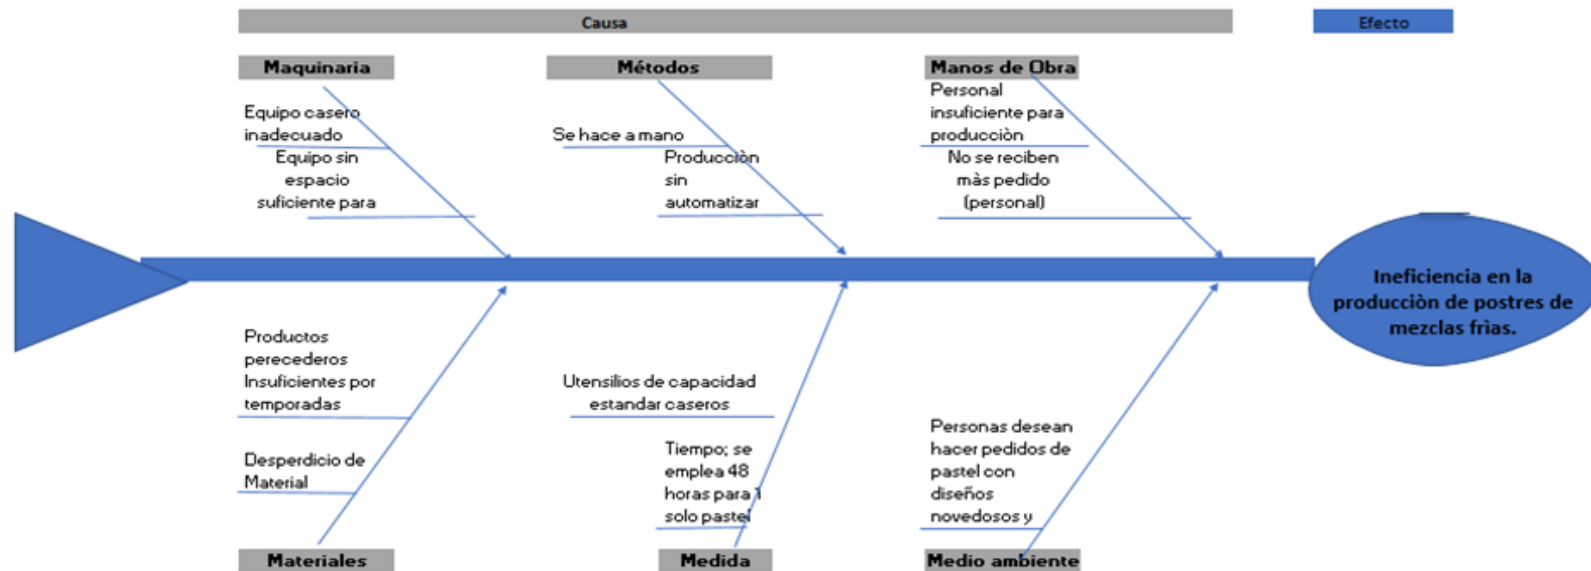 Causa
Efecto
Maquinaria
Métodos
Manos de Obra
Equipo casero
inadecuado
Equipo sin
espacio
suficiente para
Se hace a mano
Producciòn
sin
automatizar
Personal
insuficiente para
producciòn
No se reciben
màs pedido
(personal)
Ineficiencia en la
producciòn de postres de
mezclas frìas.
Productos
perecederos
Insuficientes por
temporadas
Desperdicio de
Material
Utensilios de capacidad
estandar caseros
Tiempo; se
emplea 48
horas para 1
solo pastel
Personas desean
hacer pedidos de
pastel con
diseños
novedosos y
Materiales
Medida
Medio ambiente